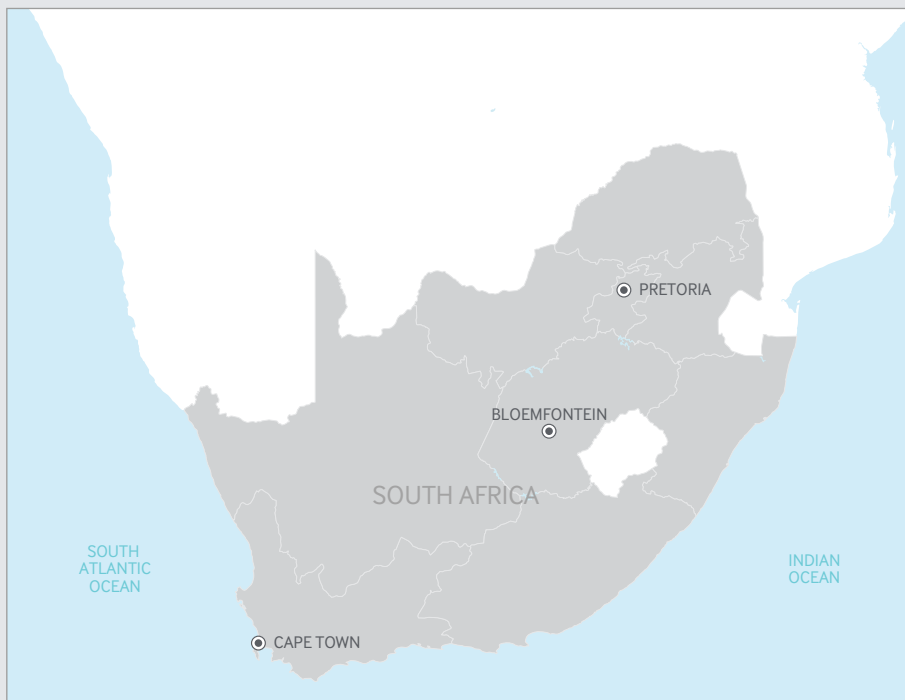 PRETORIA
BLOEMFONTEIN
SOUTH AFRICA
SOUTH
ATLANTIC
OCEAN
INDIAN
OCEAN
CAPE TOWN